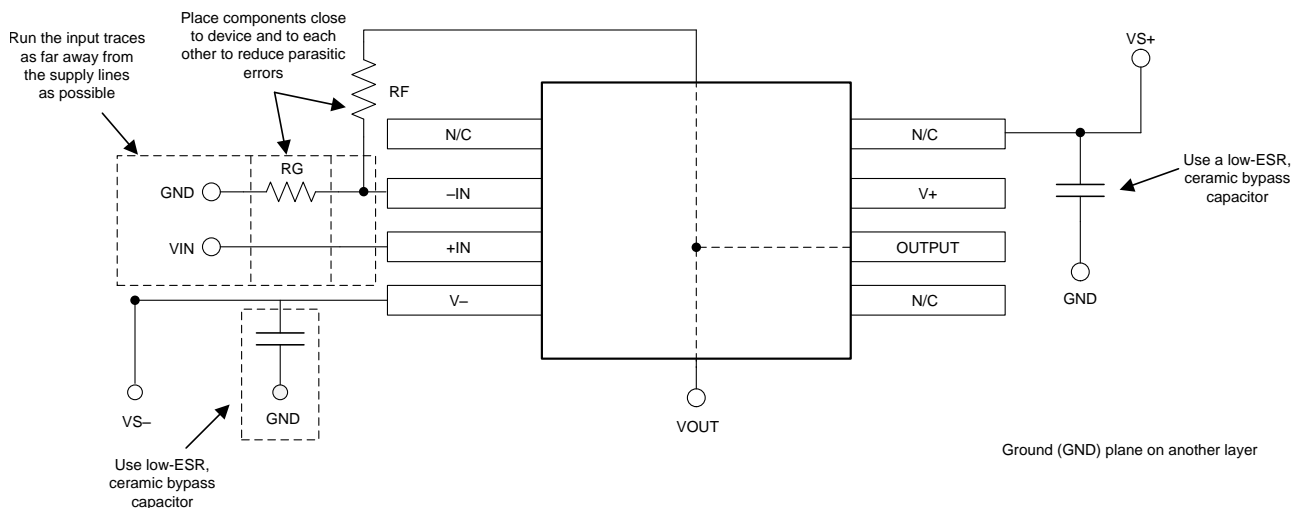 Place components close
to device and to each
other to reduce parasitic
errors
Run the input traces
as far away from
the supply lines
as possible
VS+
RF
N/C
N/C
Use a low-ESR,
ceramic bypass
capacitor
RG
GND
–IN
V+
VIN
+IN
OUTPUT
V–
N/C
GND
VS–
GND
VOUT
Use low-ESR,
ceramic bypass
capacitor
Ground (GND) plane on another layer